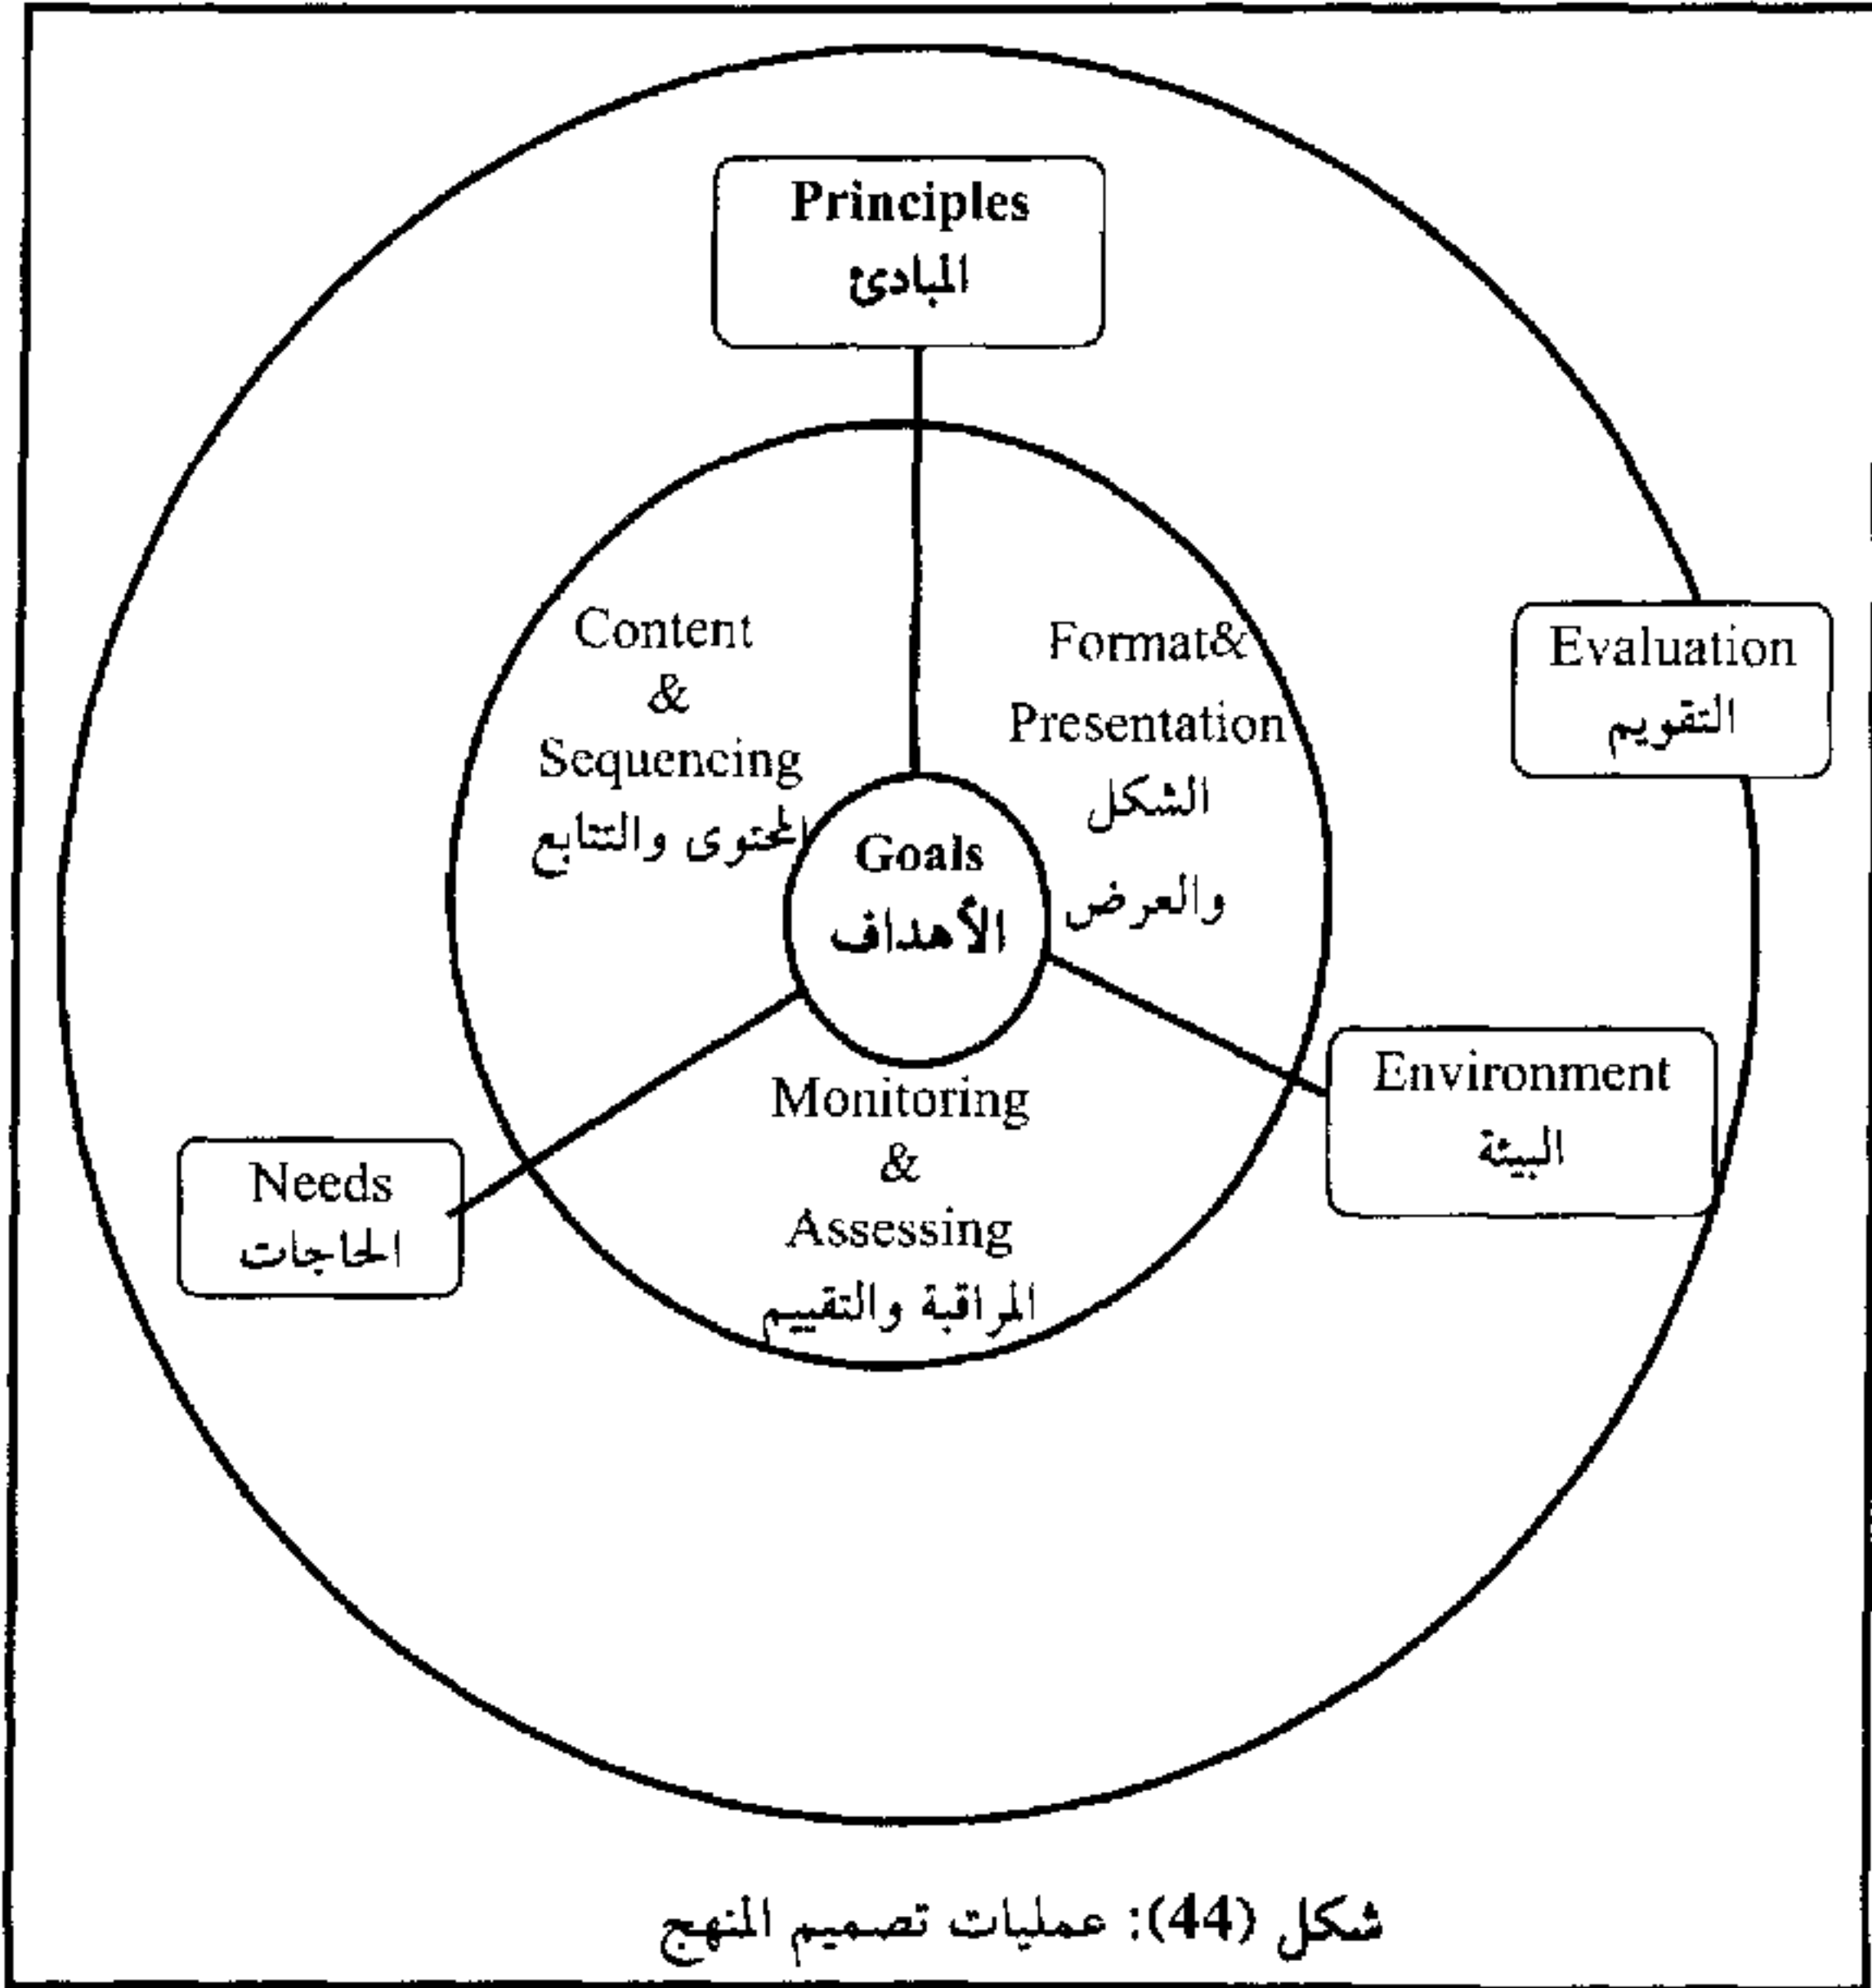 Principles
المبادئ
Content
&
Sequencing
المحتوى والتتابع
Format&
Presentation
الشكل
والعرض
Evaluation
التقويم
Goals
الأهداف
Environment
البيئة
Monitoring
&
Assessing
المراقبة والتقييم
Needs
الحاجات
شكل (44): عمليات تصميم المنهج